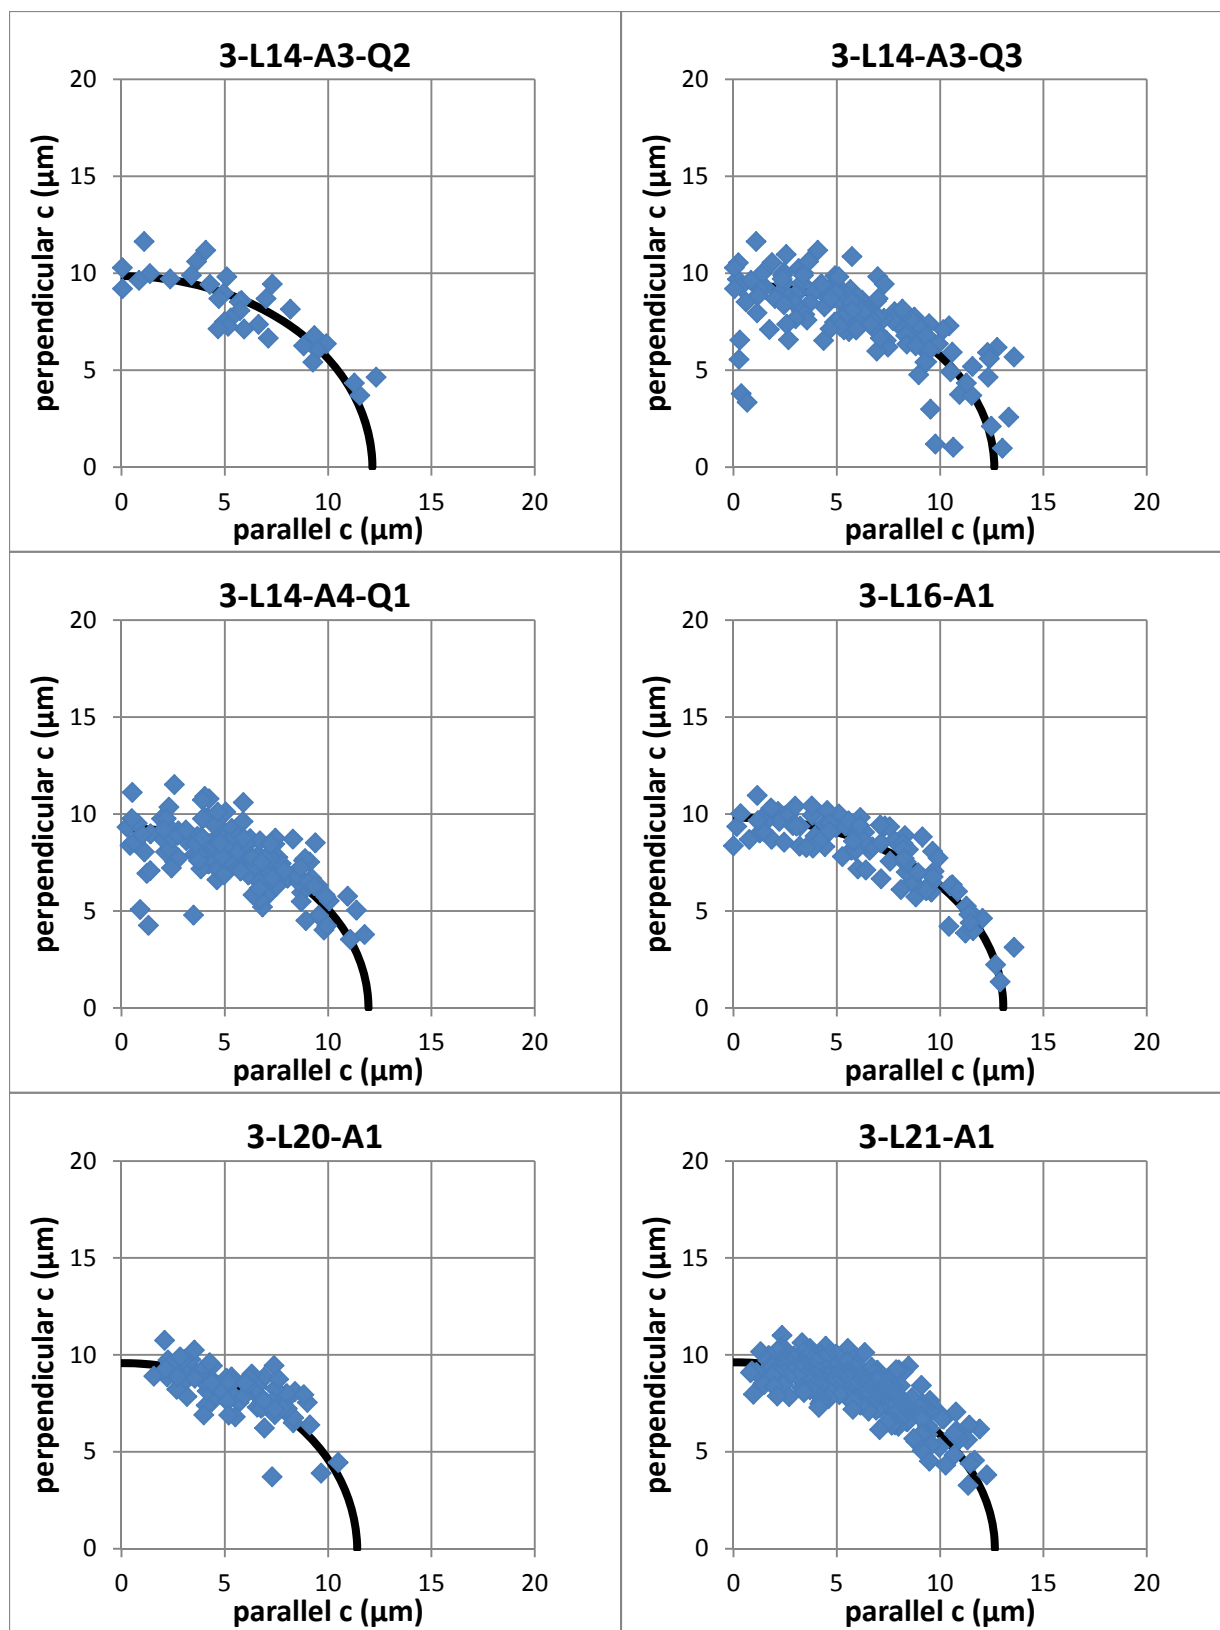 3-L14-A3-Q2
20
15
10
5
0
0 5 10 15 20
perpendicular c (μm)
parallel c (μm)
3-L14-A3-Q3
20
15
10
5
0
0 5 10 15 20
perpendicular c (μm)
parallel c (μm)
3-L14-A4-Q1
20
15
10
5
0
0 5 10 15 20
perpendicular c (μm)
parallel c (μm)
3-L16-A1
20
15
10
5
0
0 5 10 15 20
perpendicular c (μm)
parallel c (μm)
3-L20-A1
20
15
10
5
0
0 5 10 15 20
perpendicular c (μm)
parallel c (μm)
3-L21-A1
20
15
10
5
0
0 5 10 15 20
perpendicular c (μm)
parallel c (μm)